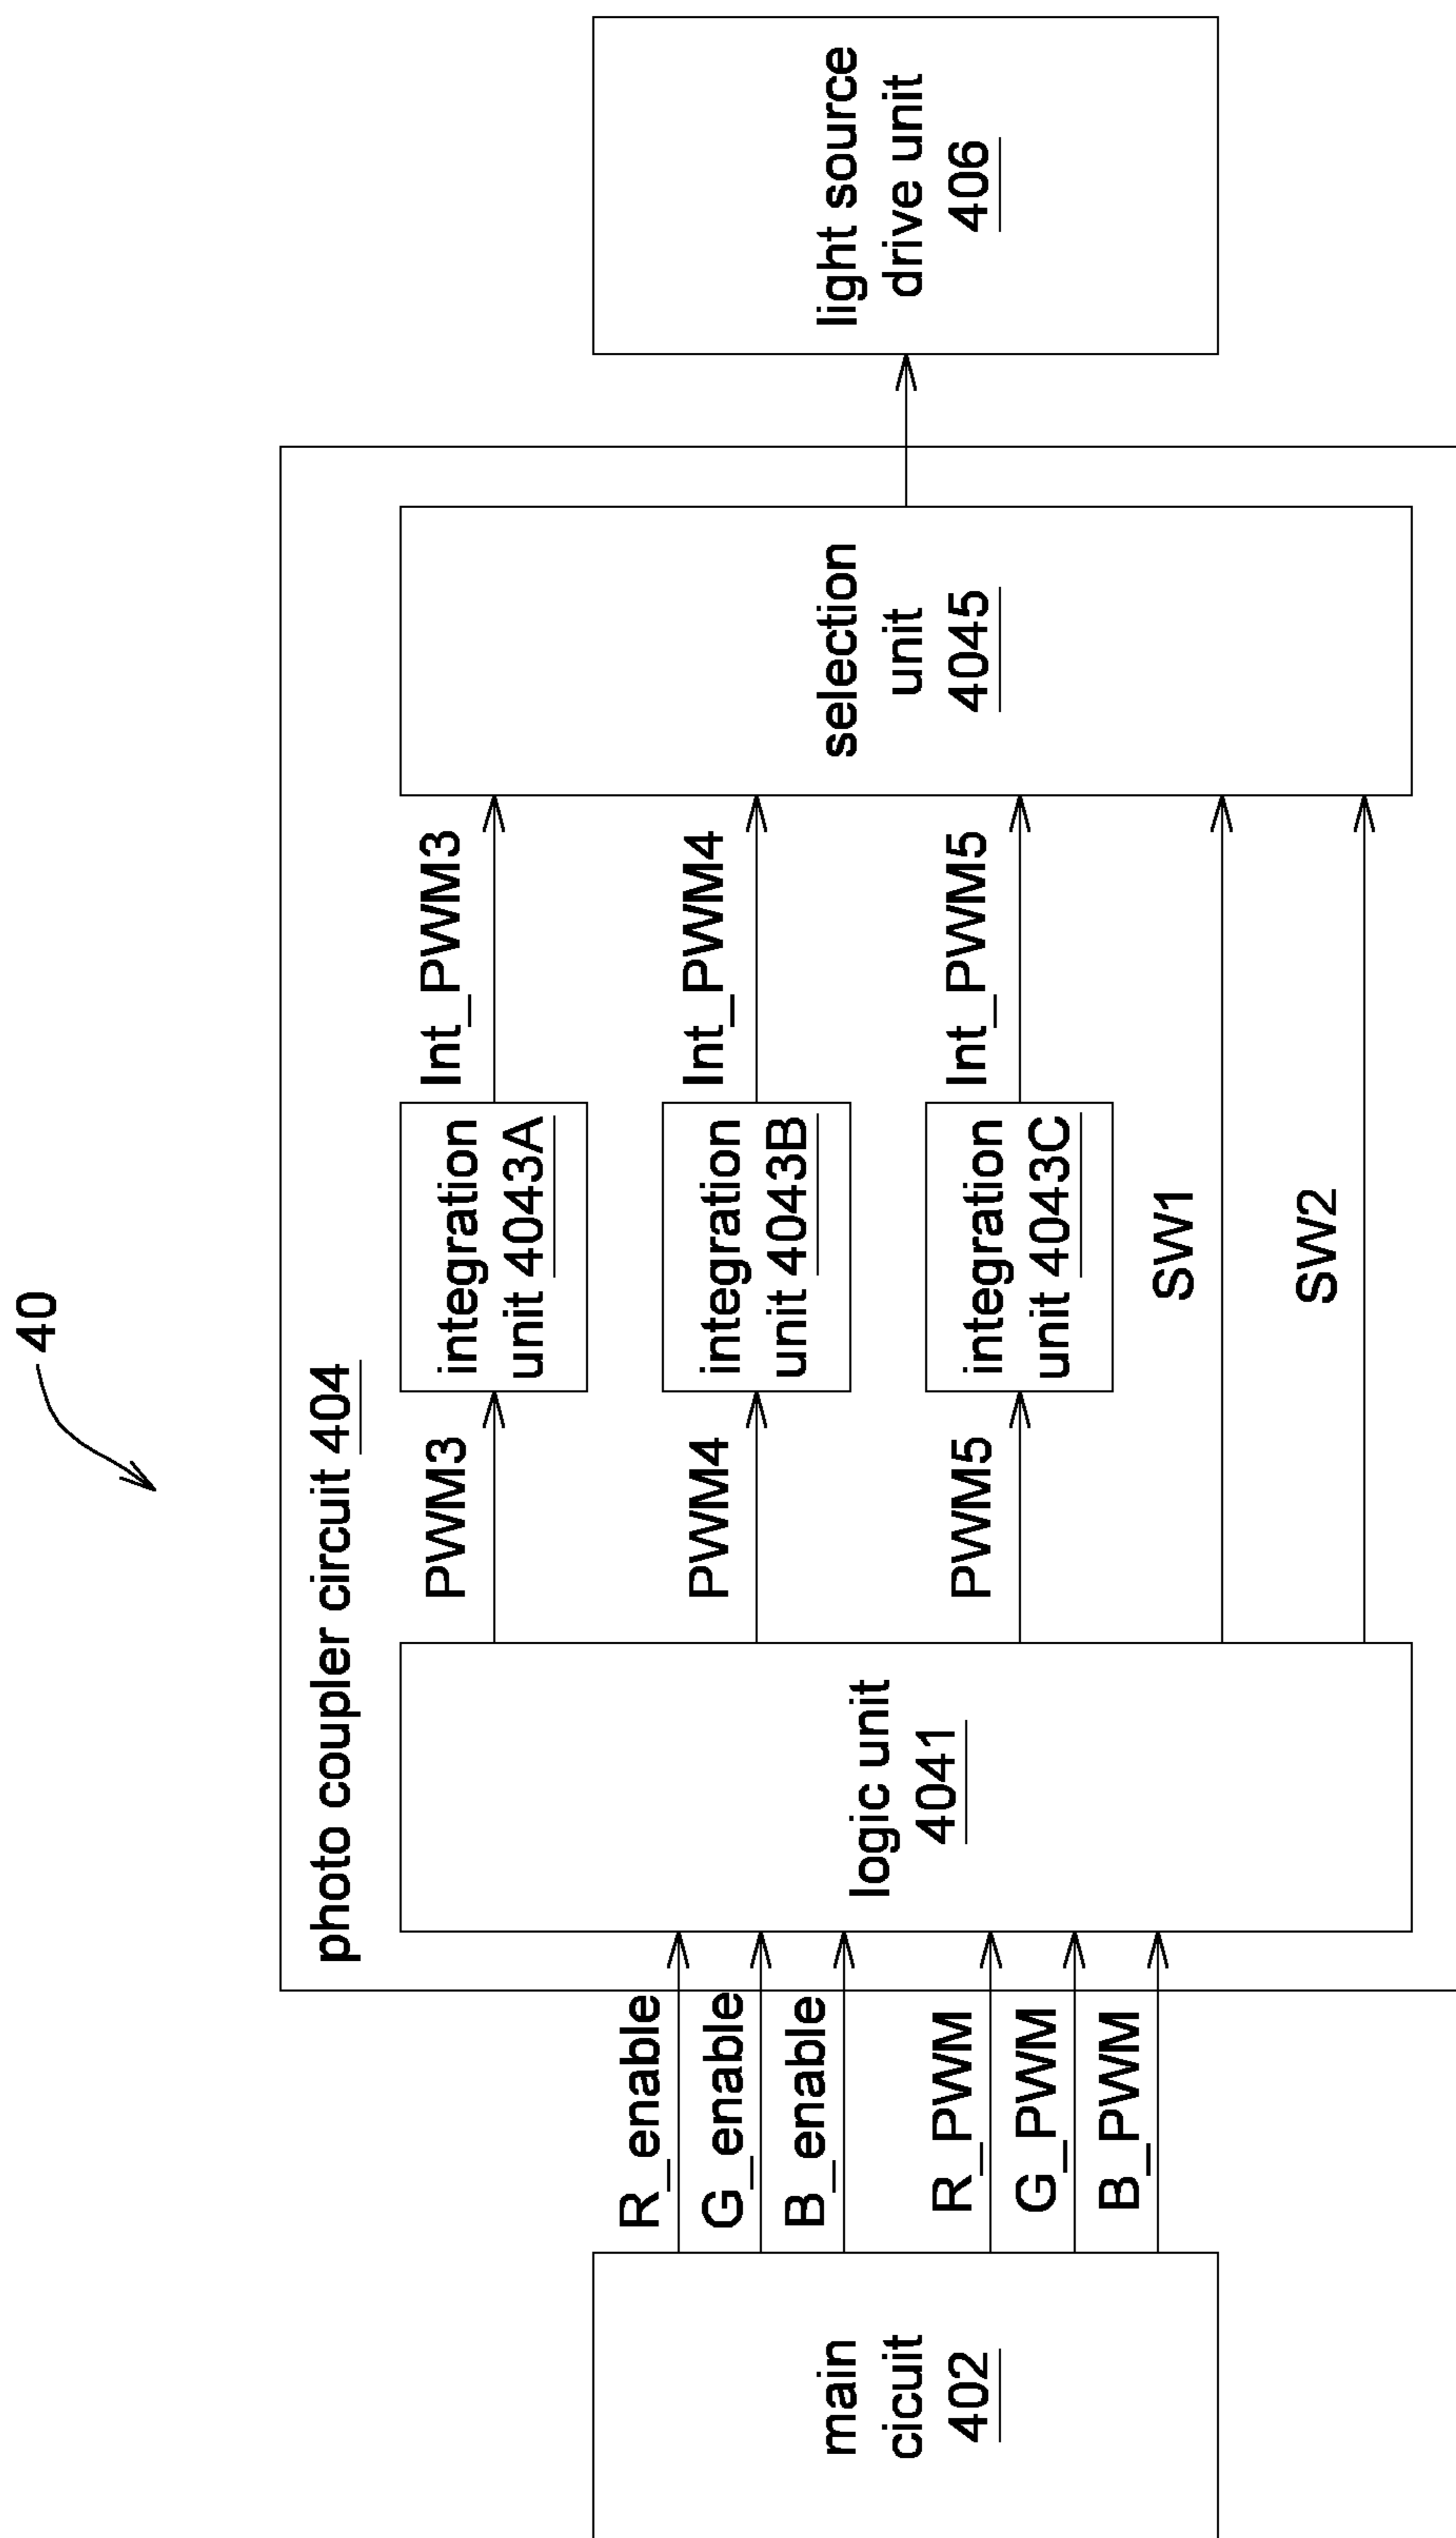 40
photo coupler circuit 404
main
cicuit
402
R_enable
G_enable
B_enable
R_PWM
G_PWM
B_PWM
logic unit
4041
PWM3
PWM4
PWM5
integration
unit 4043A
integration
unit 4043B
integration
unit 4043C
Int_PWM3
Int_PWM4
Int_PWM5
SW1
SW2
selection
unit
4045
light source
drive unit
406